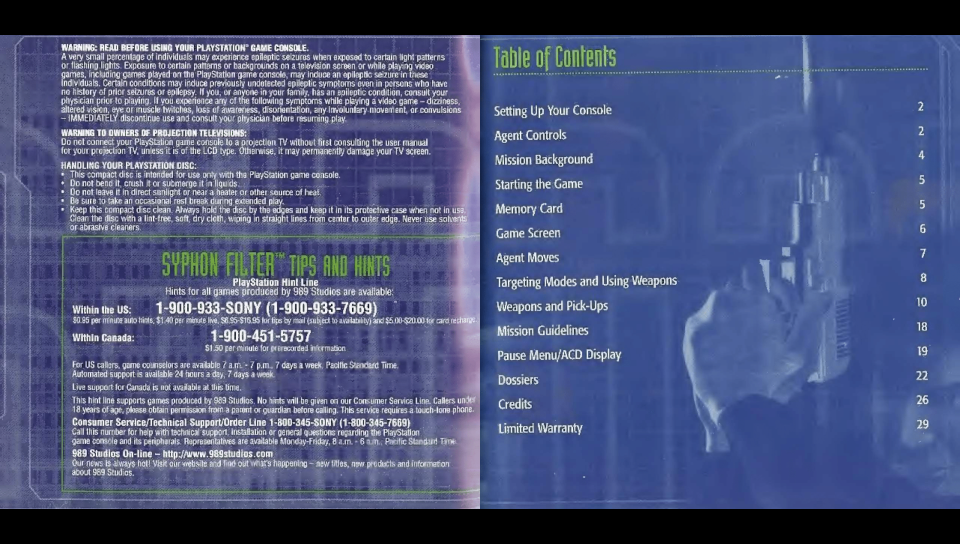 WARNING: READ BEFORE USING YOUR PLAYSTATION™ GAME CONSOLE.
A very small percentage of individuals may experience epileptic seizures when exposed to certain light patterns
or flashing lights. Exposure to certain patterns or backgrounds on a television screen or while playing video
games, including games played on the PlayStation game console, may induce an epileptic seizure in these
individuals. Certain conditions may induce previously undetected epileptic symptoms even in persons who have
no history of prior seizures or epilepsy. If you, or anyone in your family, has an epileptic condition, consult your
physician prior to playing. If you experience any of the following symptoms while playing a video game – dizziness,
altered vision, eye or muscle twitches, loss of awareness, disorientation, any involuntary movement, or convulsions
– IMMEDIATELY discontinue use and consult your physician before resuming play.
WARNING TO OWNERS OF PROJECTION TELEVISIONS:
Do not connect your PlayStation game console to a projection TV without first consulting the user manual
for your projection TV, unless it is of the LCD type. Otherwise, it may permanently damage your TV screen.
HANDLING YOUR PLAYSTATION DISC:
• This compact disc is intended for use only with the PlayStation game console.
• Do not bend it, crush it or submerge it in liquids.
• Do not leave it in direct sunlight or near a heater or other source of heat.
• Be sure to take an occasional rest break during extended play.
• Keep this compact disc clean. Always hold the disc by the edges and keep it in its protective case when not in use.
Clean the disc with a lint-free, soft, dry cloth, wiping in straight lines from center to outer edge. Never use solvents
or abrasive cleaners.
SYPHON FILTER™ TIPS AND HINTS
PlayStation Hint Line
Hints for all games produced by 989 Studios are available:
Within the US: 1-900-933-SONY (1-900-933-7669)
$0.95 per minute auto hints, $1.40 per minute live, $6.95-$16.95 for tips by mail (subject to availability) and $5.00-$20.00 for card recharge.
Within Canada: 1-900-451-5757
$1.50 per minute for prerecorded information
For US callers, game counselors are available 7 a.m. - 7 p.m., 7 days a week, Pacific Standard Time.
Automated support is available 24 hours a day, 7 days a week.
Live support for Canada is not available at this time.
This hint line supports games produced by 989 Studios. No hints will be given on our Consumer Service Line. Callers under
18 years of age, please obtain permission from a parent or guardian before calling. This service requires a touch-tone phone.
Consumer Service/Technical Support/Order Line 1-800-345-SONY (1-800-345-7669)
Call this number for help with technical support, installation or general questions regarding the PlayStation
game console and its peripherals. Representatives are available Monday-Friday, 8 a.m. - 6 p.m., Pacific Standard Time.
989 Studios On-line – http://www.989studios.com
Our news is always hot! Visit our website and find out what's happening – new titles, new products and information
about 989 Studios.
Table of Contents
Setting Up Your Console 2
Agent Controls 2
Mission Background 4
Starting the Game 5
Memory Card 5
Game Screen 6
Agent Moves 7
Targeting Modes and Using Weapons 8
Weapons and Pick-Ups 10
Mission Guidelines 18
Pause Menu/ACD Display 19
Dossiers 22
Credits 26
Limited Warranty 29